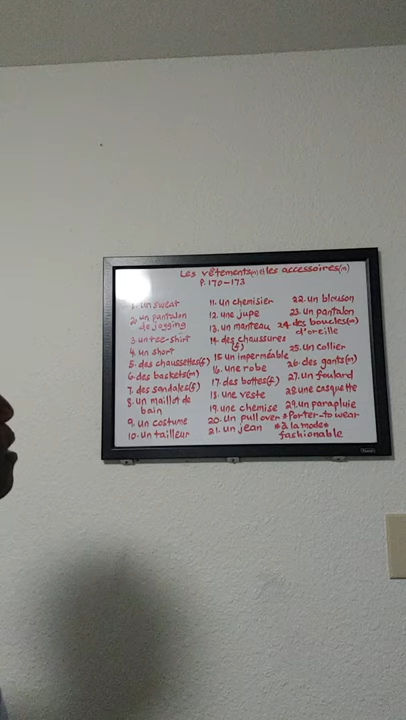 Les vêtements(m) et les accessoires(m)
P. 170-173
1. un sweat
2. un pantalon
de jogging
3. un tee-shirt
4. un short
5. des chaussettes(f)
6. des baskets(m)
7. des sandales(f)
8. un maillot de
bain
9. un costume
10. un tailleur
11. un chemisier
12. une jupe
13. un manteau
14. des chaussures
(f)
15. un imperméable
16. une robe
17. des bottes(f)
18. une veste
19. une chemise
20. un pull over
21. un jean
22. un blouson
23. un pantalon
24. des boucles(m)
d'oreille
25. un collier
26. des gants(m)
27. un foulard
28. une casquette
29. un parapluie
*Porter-to wear
*à la mode=
fashionable